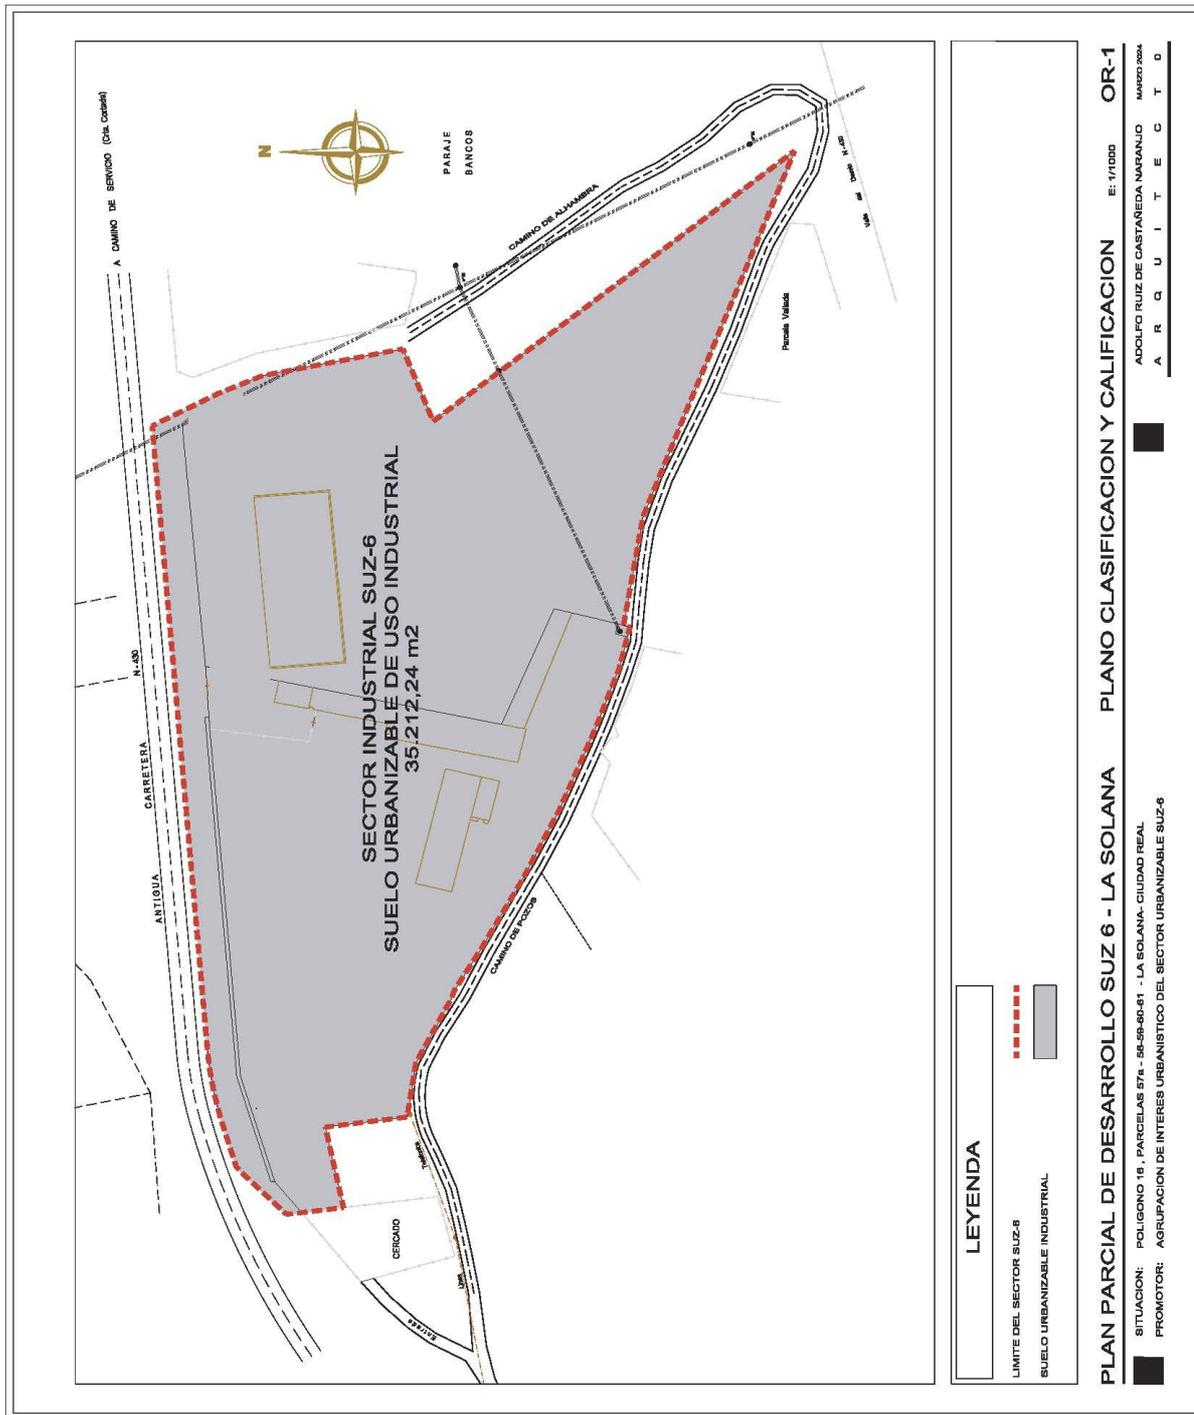 A CAMINO DE SERVICIO (Crta. Cortada)
N
PARAJE
BANCOS
CAMINO DE ALHAMBRA
N-430
CARRETERA
ANTIGUA
SECTOR INDUSTRIAL SUZ-6
SUELO URBANIZABLE DE USO INDUSTRIAL
35.212,24 m2
Parcela Vallada
N-430
CAMINO DE POZOS
CERCADO
Entrada
LEYENDA
LIMITE DEL SECTOR SUZ-6
SUELO URBANIZABLE INDUSTRIAL
PLAN PARCIAL DE DESARROLLO SUZ 6 - LA SOLANA PLANO CLASIFICACION Y CALIFICACION E: 1/1000 OR-1
SITUACION: POLIGONO 16 , PARCELAS 57a - 58-59-60-61 - LA SOLANA- CIUDAD REAL
PROMOTOR: AGRUPACION DE INTERES URBANISTICO DEL SECTOR URBANIZABLE SUZ-6
ADOLFO RUIZ DE CASTAÑEDA NARANJO MARZO 2024
A R Q U I T E C T O